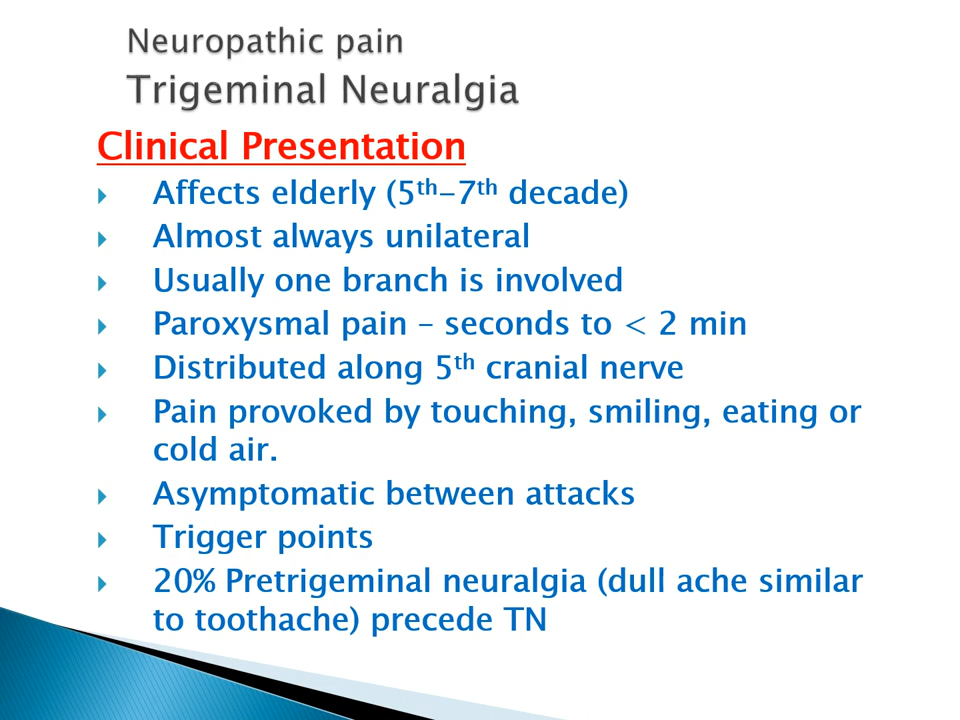 Neuropathic pain
Trigeminal Neuralgia
Clinical Presentation
Affects elderly (5th-7th decade)
Almost always unilateral
Usually one branch is involved
Paroxysmal pain – seconds to < 2 min
Distributed along 5th cranial nerve
Pain provoked by touching, smiling, eating or
cold air.
Asymptomatic between attacks
Trigger points
20% Pretrigeminal neuralgia (dull ache similar
to toothache) precede TN